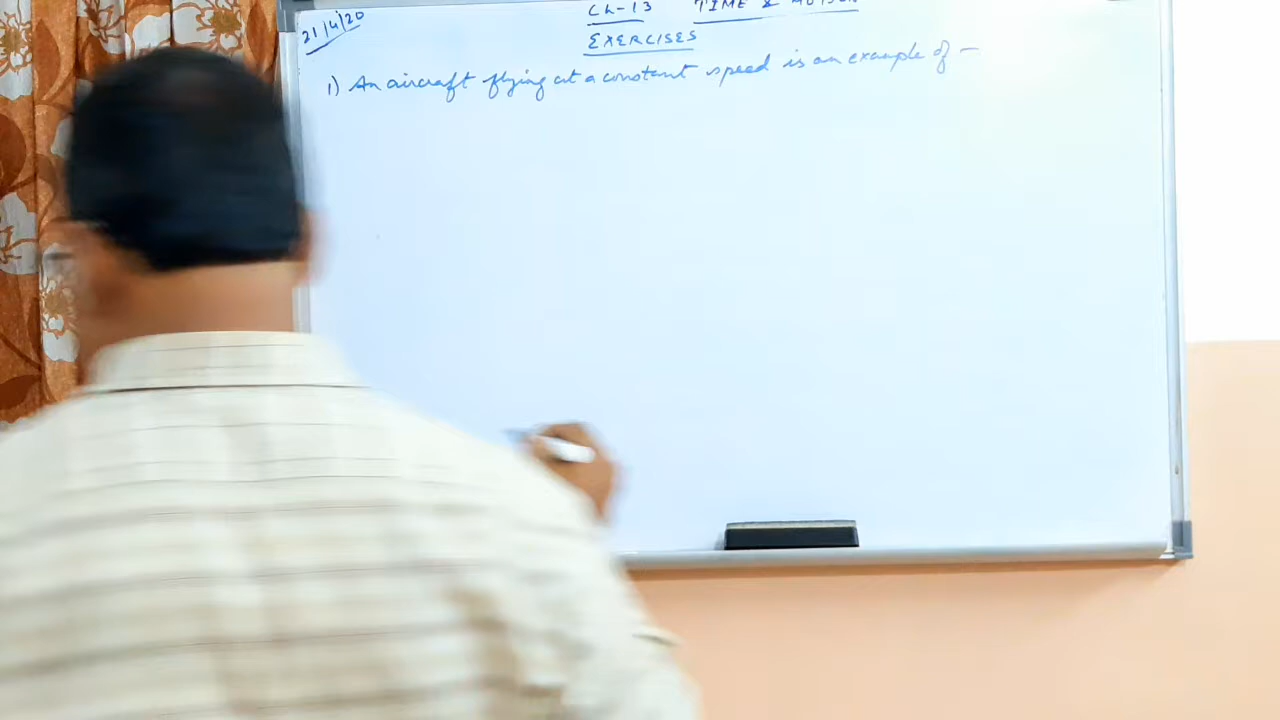 21/4/20
Ch-13 TIME & MOTION
EXERCISES
1) An aircraft flying at a constant speed is an example of -